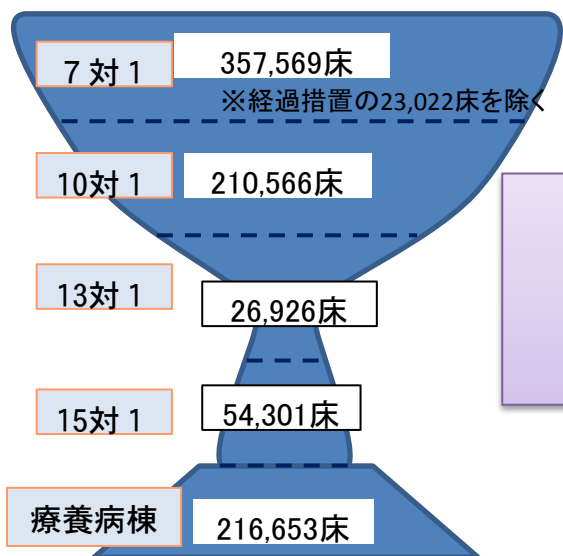 7対1 357,569床
※経過措置の23,022床を除く
10対1 210,566床
13対1 26,926床
15対1 54,301床
療養病棟 216,653床